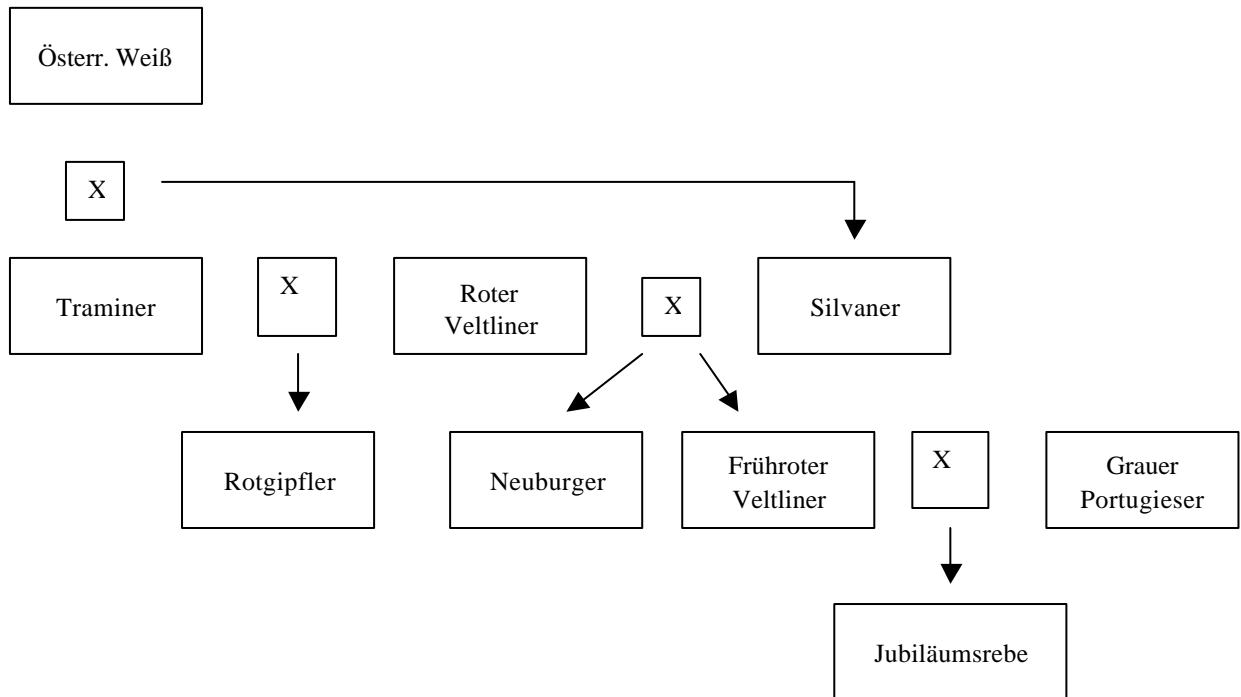 Österr. Weiß
X
Traminer
X
Roter
Veltliner
X
Silvaner
Rotgipfler
Neuburger
Frühroter
Veltliner
X
Grauer
Portugieser
Jubiläumsrebe